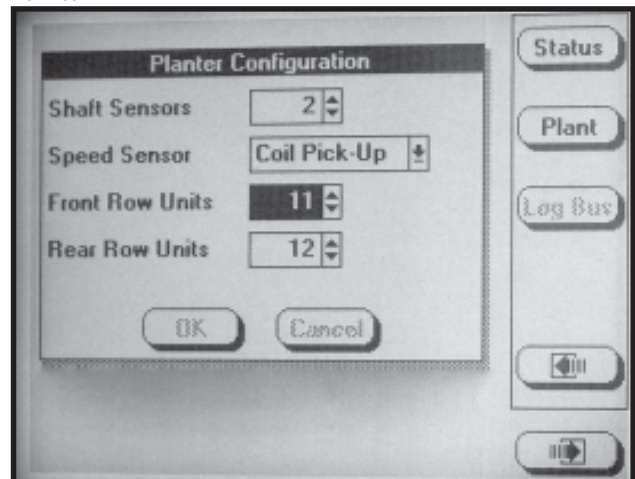 Planter Configuration
Shaft Sensors 2
Speed Sensor Coil Pick-Up
Front Row Units 11
Rear Row Units 12
OK Cancel
Status
Plant
Log Bus